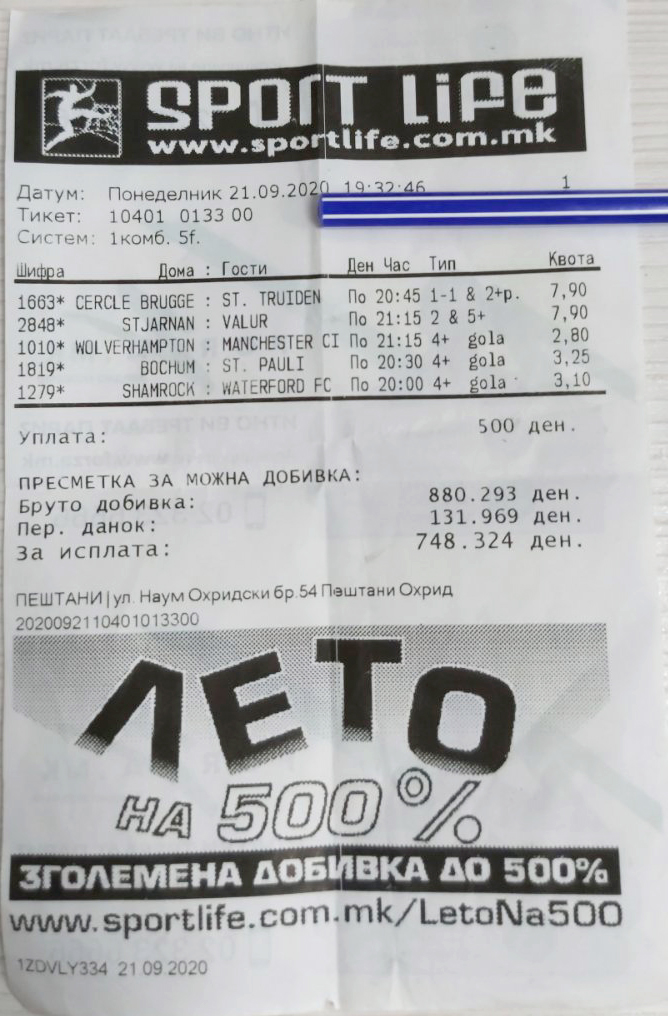 SPORT LIFE
www.sportlife.com.mk
Датум: Понеделник 21.09.2020 19:32:46 1
Тикет: 10401 0133 00
Систем: 1комб. 5f.
Шифра Дома : Гости Ден Час Тип Квота
1663* CERCLE BRUGGE : ST. TRUIDEN По 20:45 1-1 & 2+p. 7,90
2848* STJARNAN : VALUR По 21:15 2 & 5+ 7,90
1010* WOLVERHAMPTON : MANCHESTER CI По 21:15 4+ gola 2,80
1819* BOCHUM : ST. PAULI По 20:30 4+ gola 3,25
1279* SHAMROCK : WATERFORD FC По 20:00 4+ gola 3,10
Уплата: 500 ден.
ПРЕСМЕТКА ЗА МОЖНА ДОБИВКА:
Бруто добивка: 880.293 ден.
Пер. данок: 131.969 ден.
За исплата: 748.324 ден.
ПЕШТАНИ | ул. Наум Охридски бр.54 Пештани Охрид
2020092110401013300
ЛЕТО
НА 500%
ЗГОЛЕМЕНА ДОБИВКА ДО 500%
www.sportlife.com.mk/LetoNa500
1ZDVLY334 21 09.2020